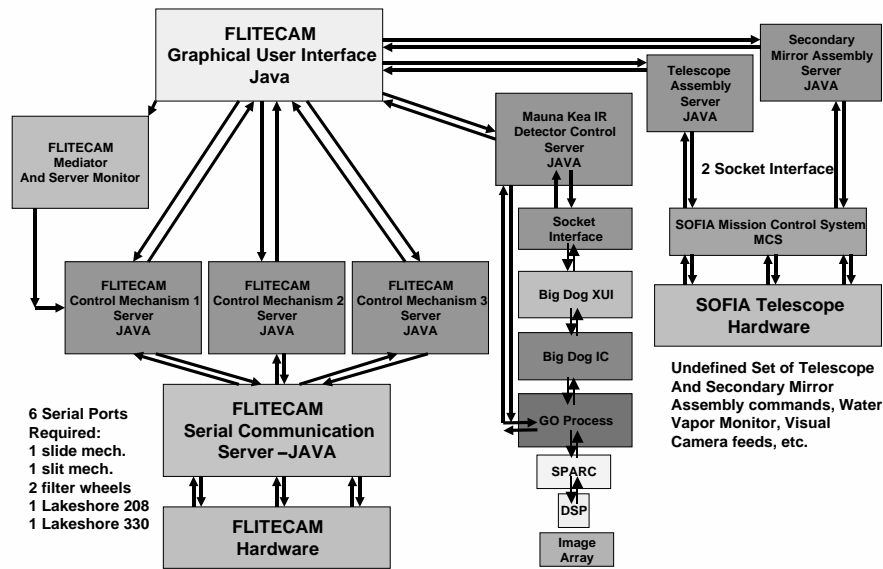 FLITECAM
Graphical User Interface
Java
Secondary
Mirror Assembly
Server
JAVA
Telescope
Assembly
Server
JAVA
Mauna Kea IR
Detector Control
Server
JAVA
FLITECAM
Mediator
And Server Monitor
2 Socket Interface
Socket
Interface
SOFIA Mission Control System
MCS
FLITECAM
Control Mechanism 1
Server
JAVA
FLITECAM
Control Mechanism 2
Server
JAVA
FLITECAM
Control Mechanism 3
Server
JAVA
Big Dog XUI
SOFIA Telescope
Hardware
Big Dog IC
Undefined Set of Telescope
And Secondary Mirror
Assembly commands, Water
Vapor Monitor, Visual
Camera feeds, etc.
FLITECAM
Serial Communication
Server –JAVA
6 Serial Ports
Required:
1 slide mech.
1 slit mech.
2 filter wheels
1 Lakeshore 208
1 Lakeshore 330
GO Process
SPARC
DSP
FLITECAM
Hardware
Image
Array